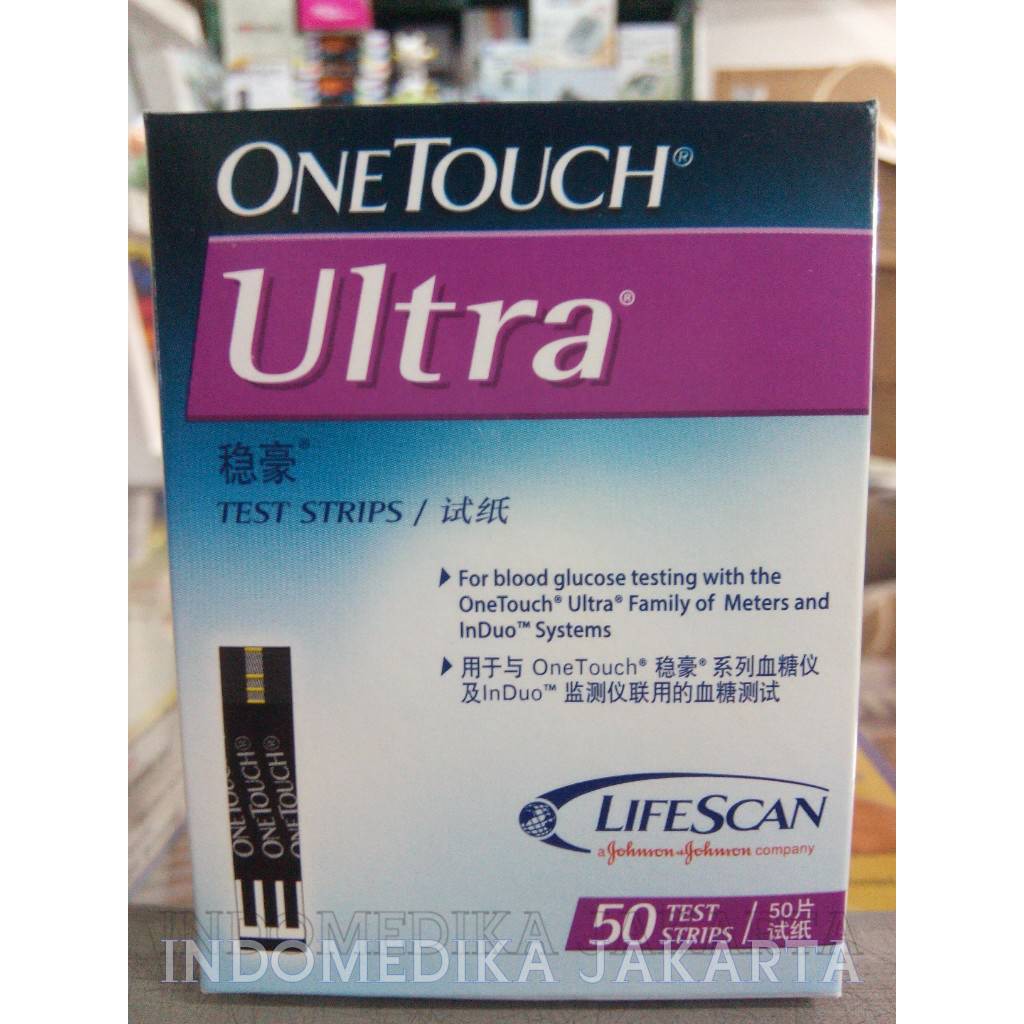 ONETOUCH®
Ultra®
稳豪®
TEST STRIPS / 试纸
For blood glucose testing with the
OneTouch® Ultra® Family of Meters and
InDuo™ Systems
用于与 OneTouch® 稳豪® 系列血糖仪
及InDuo™ 监测仪联用的血糖测试
ONETOUCH®
ONETOUCH®
ONETOUCH
LIFESCAN
a Johnson & Johnson company
50 TEST STRIPS / 50片 试纸
INDOMEDIKA JAKARTA
INDOMEDIKA JAKARTA